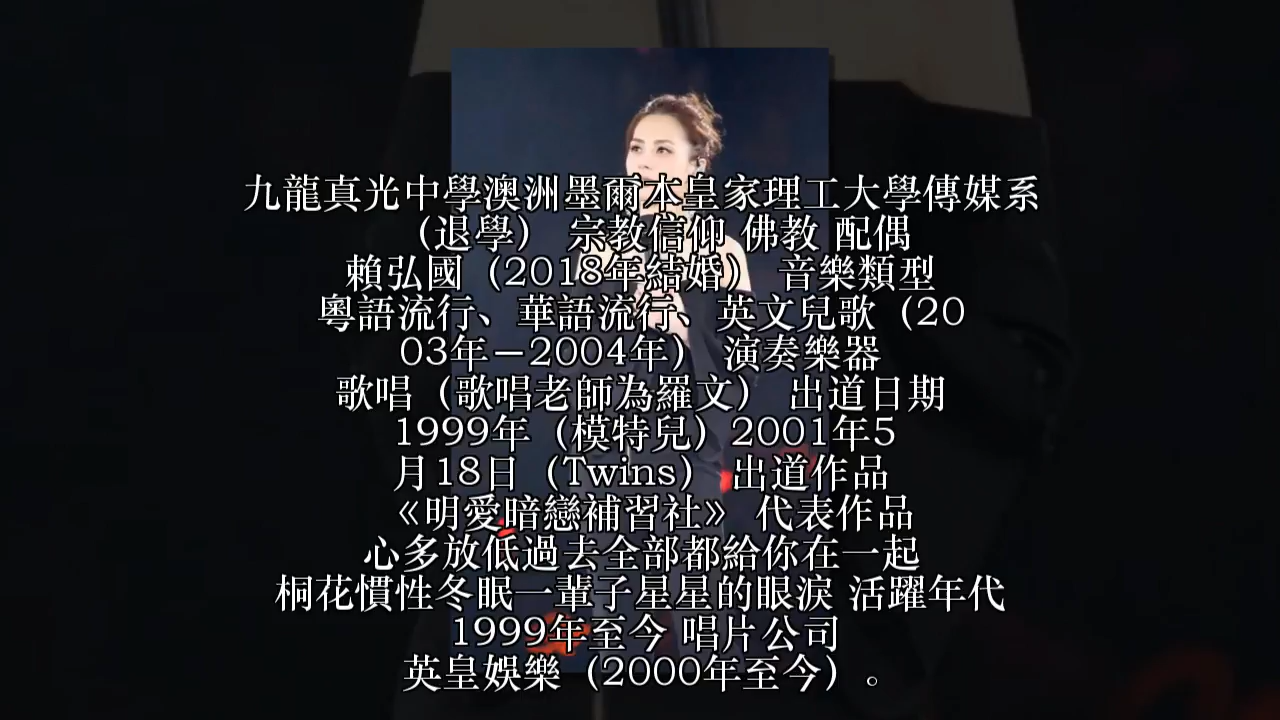 九龍真光中學澳洲墨爾本皇家理工大學傳媒系
（退學） 宗教信仰 佛教 配偶
賴弘國（2018年結婚） 音樂類型
粵語流行、華語流行、英文兒歌（20
03年－2004年） 演奏樂器
歌唱（歌唱老師為羅文） 出道日期
1999年（模特兒）2001年5
月18日（Twins） 出道作品
《明愛暗戀補習社》 代表作品
心多放低過去全部都給你在一起
桐花慣性冬眠一輩子星星的眼淚 活躍年代
1999年至今 唱片公司
英皇娛樂（2000年至今）。